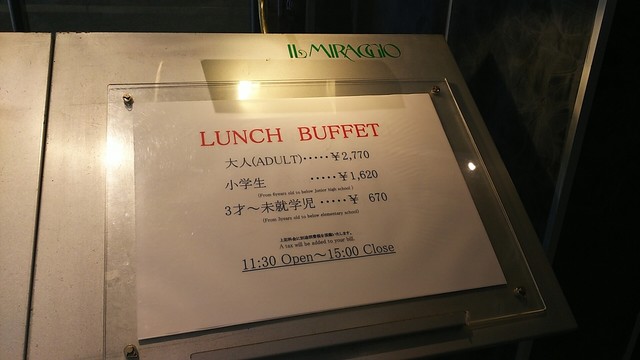 IL MIRAGGIO
LUNCH BUFFET
大人(ADULT)·····￥2,770
小学生 ·····￥1,620
(From 6years old to below Junior high school )
3才～未就学児 ·····￥ 670
(From 3years old to below elementary school)
A tax will be added to your bill.
11:30 Open～15:00 Close